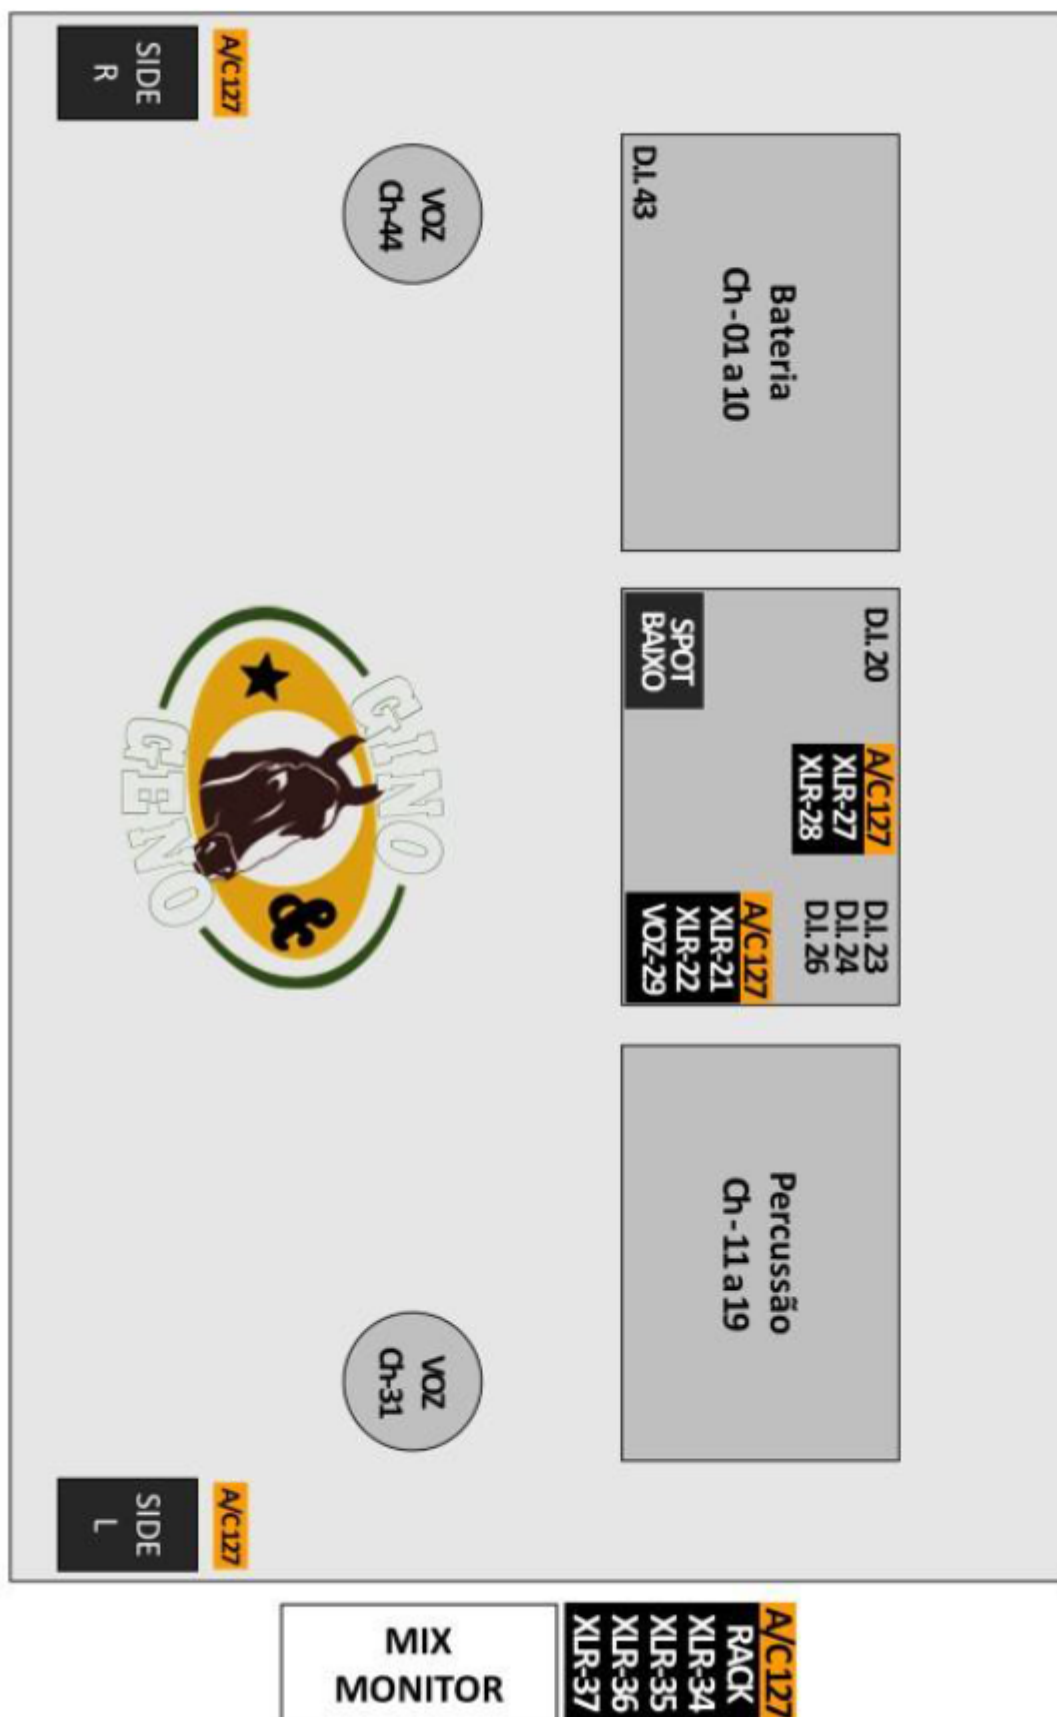 SIDE
R
A/C127
VOZ
Ch-44
D.I. 43
Bateria
Ch - 01 a 10
D.I. 20
SPOT
BAIXO
A/C127
XLR-27
XLR-28
D.I. 23
D.I. 24
D.I. 26
A/C127
XLR-21
XLR-22
VOZ-29
GINO
&
GENO
Percussão
Ch - 11 a 19
VOZ
Ch-31
SIDE
L
A/C127
MIX
MONITOR
A/C127
RACK
XLR-34
XLR-35
XLR-36
XLR-37